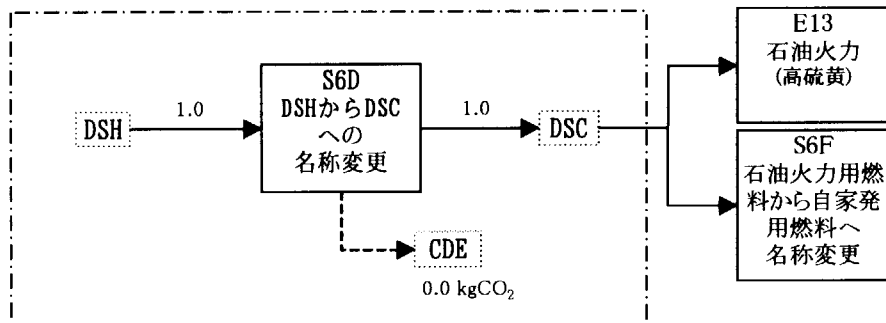 DSH
1.0
S6D
DSHからDSC
への
名称変更
1.0
DSC
CDE
0.0 kgCO₂
E13
石油火力
(高硫黄)
S6F
石油火力用燃
料から自家発
用燃料へ
名称変更